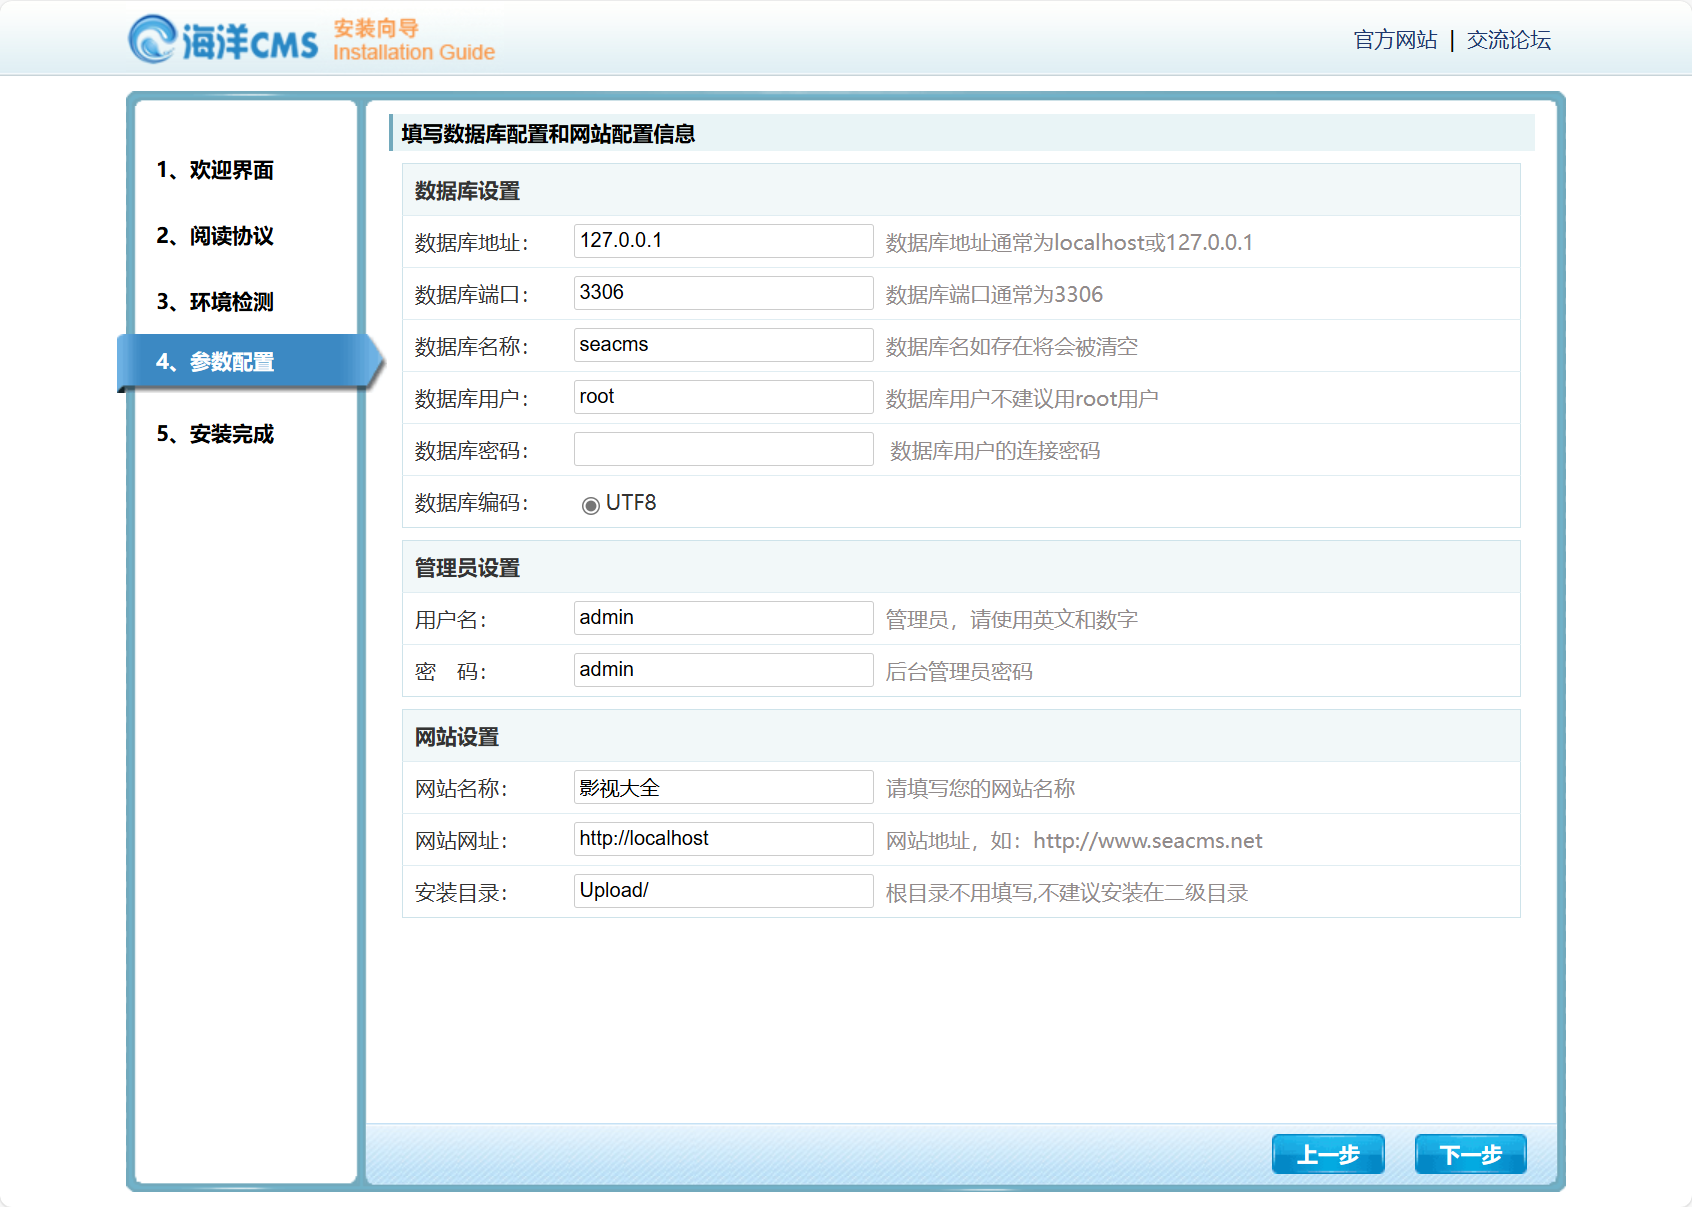 海洋CMS 安装向导
Installation Guide
官方网站 | 交流论坛
1、欢迎界面
2、阅读协议
3、环境检测
4、参数配置
5、安装完成
填写数据库配置和网站配置信息
数据库设置
数据库地址： 127.0.0.1 数据库地址通常为localhost或127.0.0.1
数据库端口： 3306 数据库端口通常为3306
数据库名称： seacms 数据库名如存在将会被清空
数据库用户： root 数据库用户不建议用root用户
数据库密码： 数据库用户的连接密码
数据库编码： UTF8
管理员设置
用户名： admin 管理员，请使用英文和数字
密　码： admin 后台管理员密码
网站设置
网站名称： 影视大全 请填写您的网站名称
网站网址： http://localhost 网站地址，如：http://www.seacms.net
安装目录： Upload/ 根目录不用填写,不建议安装在二级目录
上一步 下一步